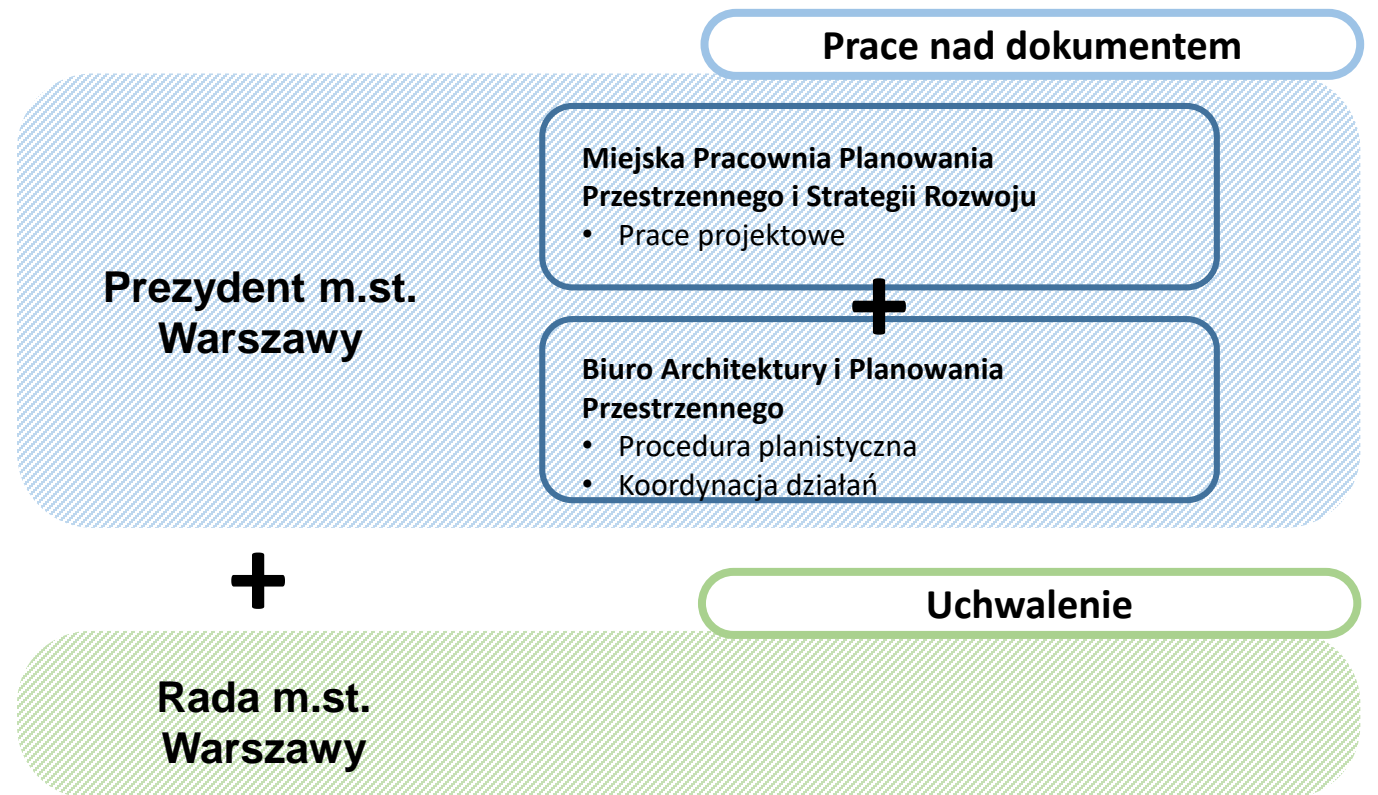 Prace nad dokumentem
Miejska Pracownia Planowania
Przestrzennego i Strategii Rozwoju
• Prace projektowe
Prezydent m.st.
Warszawy
+
Biuro Architektury i Planowania
Przestrzennego
• Procedura planistyczna
• Koordynacja działań
+
Uchwalenie
Rada m.st.
Warszawy